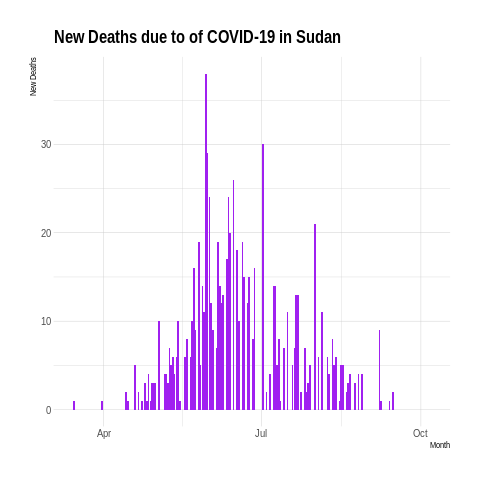 New Deaths due to of COVID-19 in Sudan
New Deaths
30
20
10
0
Apr
Jul
Oct
Month